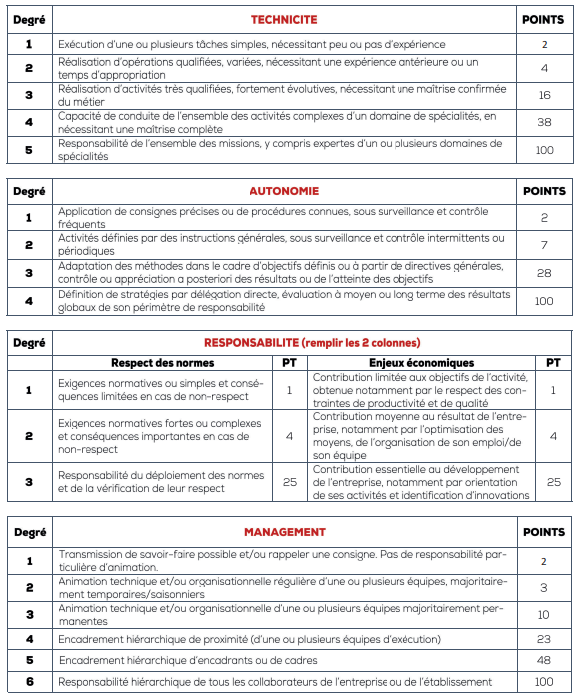 Degré TECHNICITE POINTS
1 Exécution d'une ou plusieurs tâches simples, nécessitant peu ou pas d'expérience 2
2 Réalisation d'opérations qualifiées, variées, nécessitant une expérience antérieure ou un
temps d'appropriation 4
3 Réalisation d'activités très qualifiées, fortement évolutives, nécessitant une maîtrise confirmée
du métier 16
4 Capacité de conduite de l'ensemble des activités complexes d'un domaine de spécialités, en
nécessitant une maîtrise complète 38
5 Responsabilité de l'ensemble des missions, y compris expertes d'un ou plusieurs domaines de
spécialités 100
Degré AUTONOMIE POINTS
1 Application de consignes précises ou de procédures connues, sous surveillance et contrôle
fréquents 2
2 Activités définies par des instructions générales, sous surveillance et contrôle intermittents ou
périodiques 7
3 Adaptation des méthodes dans le cadre d'objectifs définis ou à partir de directives générales,
contrôle ou appréciation a posteriori des résultats ou de l'atteinte des objectifs 28
4 Définition de stratégies par délégation directe, évaluation à moyen ou long terme des résultats
globaux de son périmètre de responsabilité 100
Degré RESPONSABILITE (remplir les 2 colonnes)
Respect des normes PT Enjeux économiques PT
1 Exigences normatives ou simples et consé-
quences limitées en cas de non-respect 1
Contribution limitée aux objectifs de l'activité,
obtenue notamment par le respect des con-
traintes de productivité et de qualité 1
2 Exigences normatives fortes ou complexes
et conséquences importantes en cas de
non-respect 4
Contribution moyenne au résultat de l'entre-
prise, notamment par l'optimisation des
moyens, de l'organisation de son emploi/de
son équipe 4
3 Responsabilité du déploiement des normes
et de la vérification de leur respect 25
Contribution essentielle au développement
de l'entreprise, notamment par orientation
de ses activités et identification d'innovations 25
Degré MANAGEMENT POINTS
1 Transmission de savoir-faire possible et/ou rappeler une consigne. Pas de responsabilité par-
ticulière d'animation. 2
2 Animation technique et/ou organisationnelle régulière d'une ou plusieurs équipes, majoritaire-
ment temporaires/saisonniers 3
3 Animation technique et/ou organisationnelle d'une ou plusieurs équipes majoritairement per-
manentes 10
4 Encadrement hiérarchique de proximité (d'une ou plusieurs équipes d'exécution) 23
5 Encadrement hiérarchique d'encadrants ou de cadres 48
6 Responsabilité hiérarchique de tous les collaborateurs de l'entreprise ou de l'établissement 100